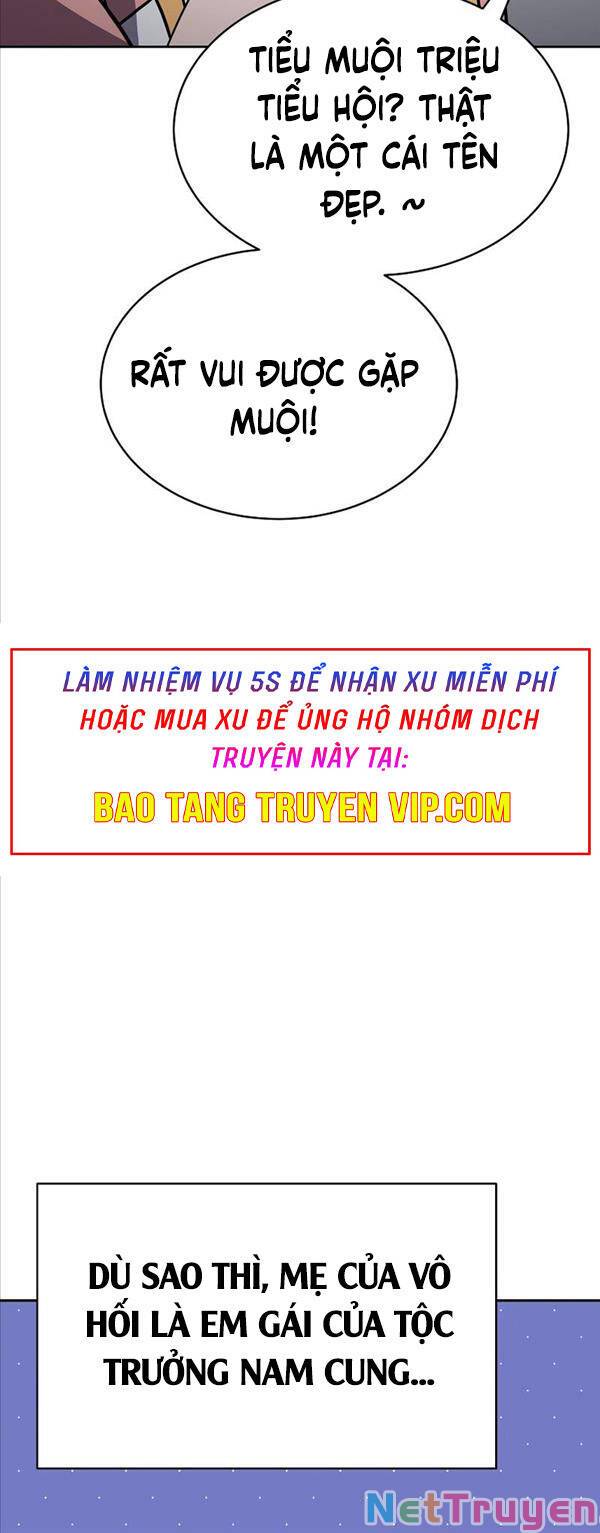 TIỂU MUỘI TRIỆU
TIỂU HỘI? THẬT
LÀ MỘT CÁI TÊN
ĐẸP. ~
RẤT VUI ĐƯỢC GẶP
MUỘI!
LÀM NHIỆM VỤ 5S ĐỂ NHẬN XU MIỄN PHÍ
HOẶC MUA XU ĐỂ ỦNG HỘ NHÓM DỊCH
TRUYỆN NÀY TẠI:
BAO TANG TRUYEN VIP.COM
DÙ SAO THÌ, MẸ CỦA VÔ
HỐI LÀ EM GÁI CỦA TỘC
TRƯỞNG NAM CUNG...
NetTruyen